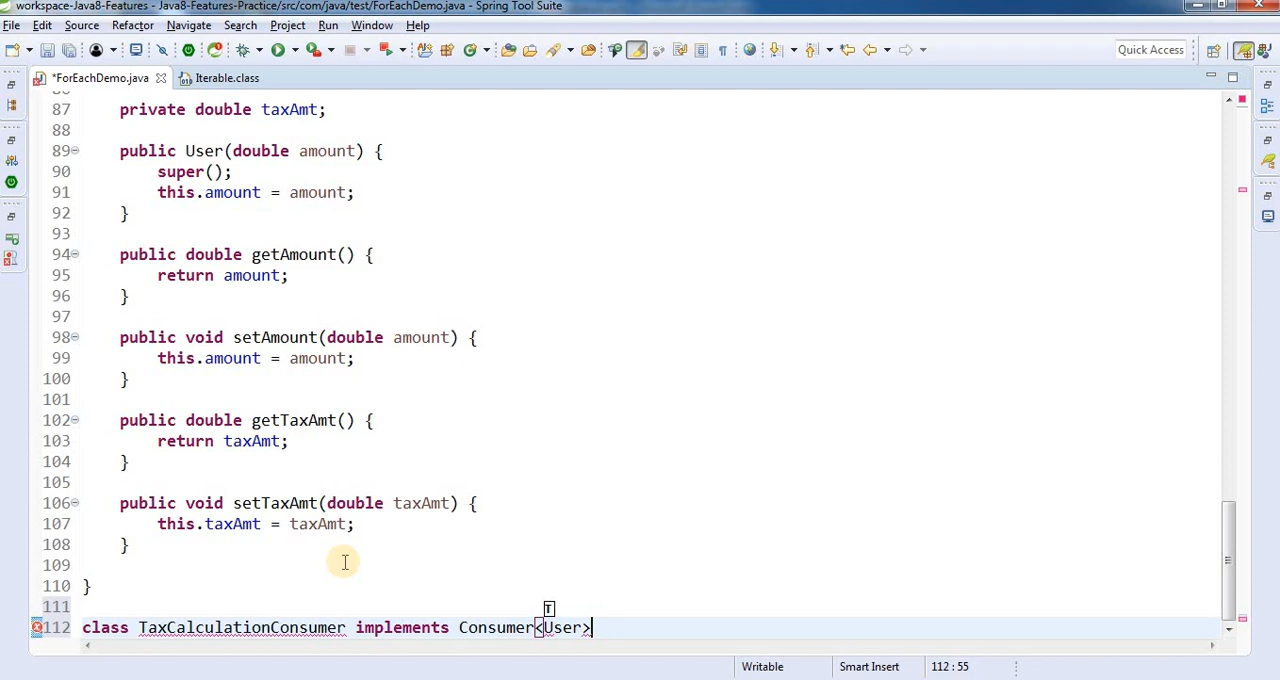 workspace-Java8-Features - Java-Features-Practice/src/com/java/test/ForEachDemo.java - Spring Tool Suite
File Edit Source Refactor Navigate Search Project Run Window Help
Quick Access
*ForEachDemo.java Iterable.class
87 private double taxAmt;
88
89 public User(double amount) {
90 super();
91 this.amount = amount;
92 }
93
94 public double getAmount() {
95 return amount;
96 }
97
98 public void setAmount(double amount) {
99 this.amount = amount;
100 }
101
102 public double getTaxAmt() {
103 return taxAmt;
104 }
105
106 public void setTaxAmt(double taxAmt) {
107 this.taxAmt = taxAmt;
108 }
109
110 }
111
T
112 class TaxCalculationConsumer implements Consumer<User>
Writable Smart Insert 112 : 55